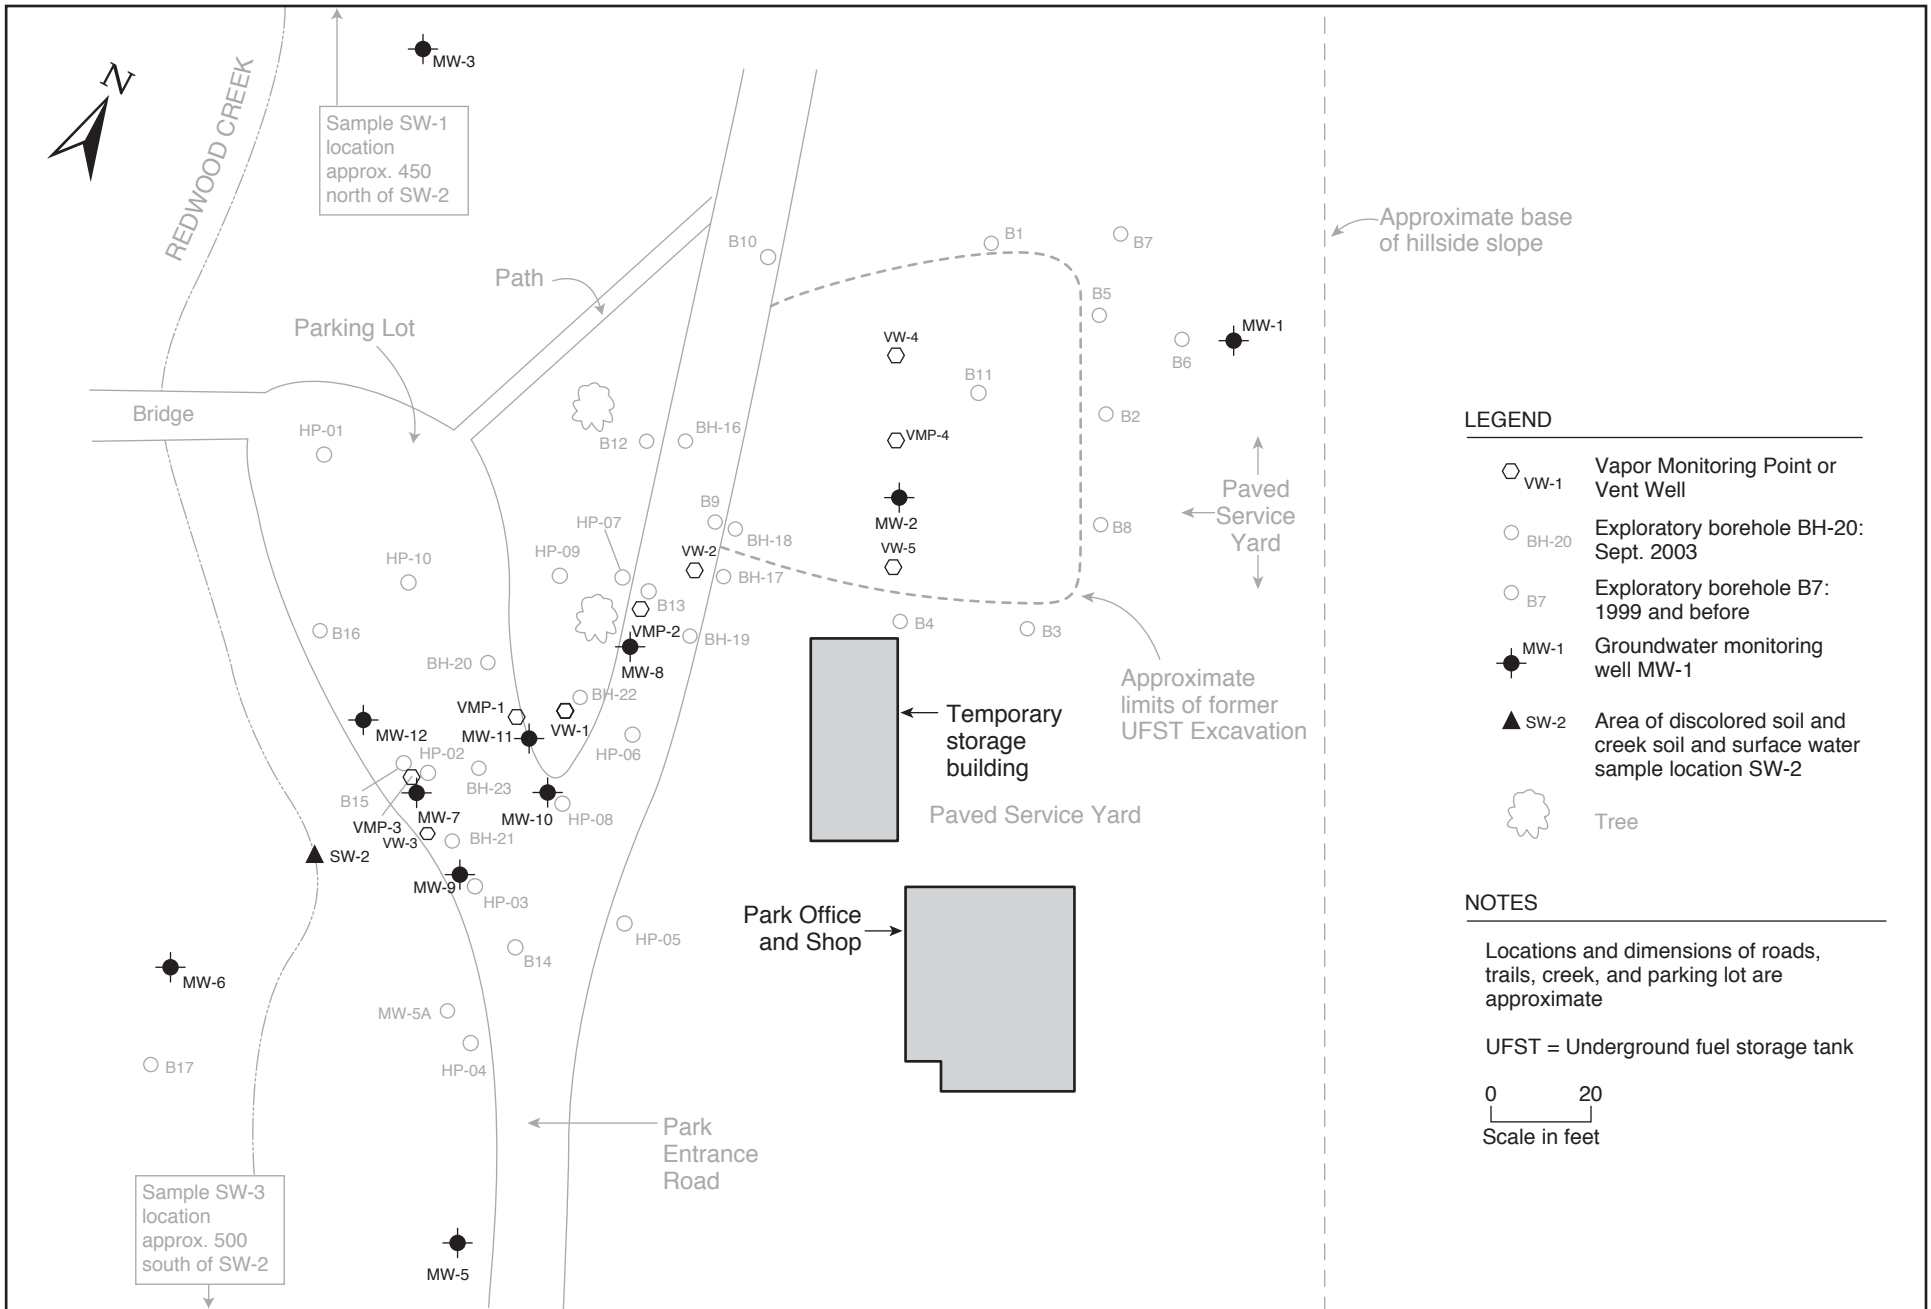 N
REDWOOD CREEK
MW-3
Sample SW-1
location
approx. 450
north of SW-2
Path
Parking Lot
Bridge
B10
B1
B7
Approximate base
of hillside slope
B5
MW-1
B6
VW-4
B11
B2
VMP-4
HP-01
B12
BH-16
MW-2
VW-5
B9
BH-18
HP-07
HP-09
VW-2
BH-17
B8
Paved
Service
Yard
HP-10
B13
VMP-2
BH-19
B4
B3
B16
BH-20
MW-8
BH-22
Approximate
limits of former
UFST Excavation
VMP-1
VW-1
MW-12
MW-11
HP-06
Temporary
storage
building
HP-02
BH-23
B15
MW-7
MW-10
HP-08
Paved Service Yard
VMP-3
VW-3
BH-21
SW-2
MW-9
HP-03
Park Office
and Shop
HP-05
B14
MW-6
MW-5A
HP-04
B17
Park
Entrance
Road
Sample SW-3
location
approx. 500
south of SW-2
MW-5
LEGEND
VW-1
Vapor Monitoring Point or
Vent Well
BH-20
Exploratory borehole BH-20:
Sept. 2003
B7
Exploratory borehole B7:
1999 and before
MW-1
Groundwater monitoring
well MW-1
SW-2
Area of discolored soil and
creek soil and surface water
sample location SW-2
Tree
NOTES
Locations and dimensions of roads,
trails, creek, and parking lot are
approximate
UFST = Underground fuel storage tank
0 20
Scale in feet